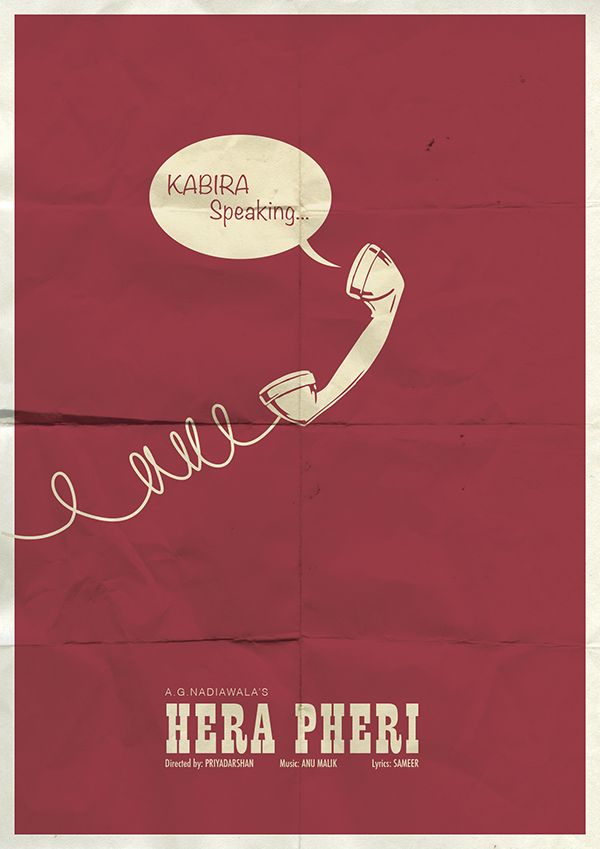 KABIRA
Speaking...
A.G.NADIAWALA'S
HERA PHERI
Directed by: PRIYADARSHAN Music: ANU MALIK Lyrics: SAMEER